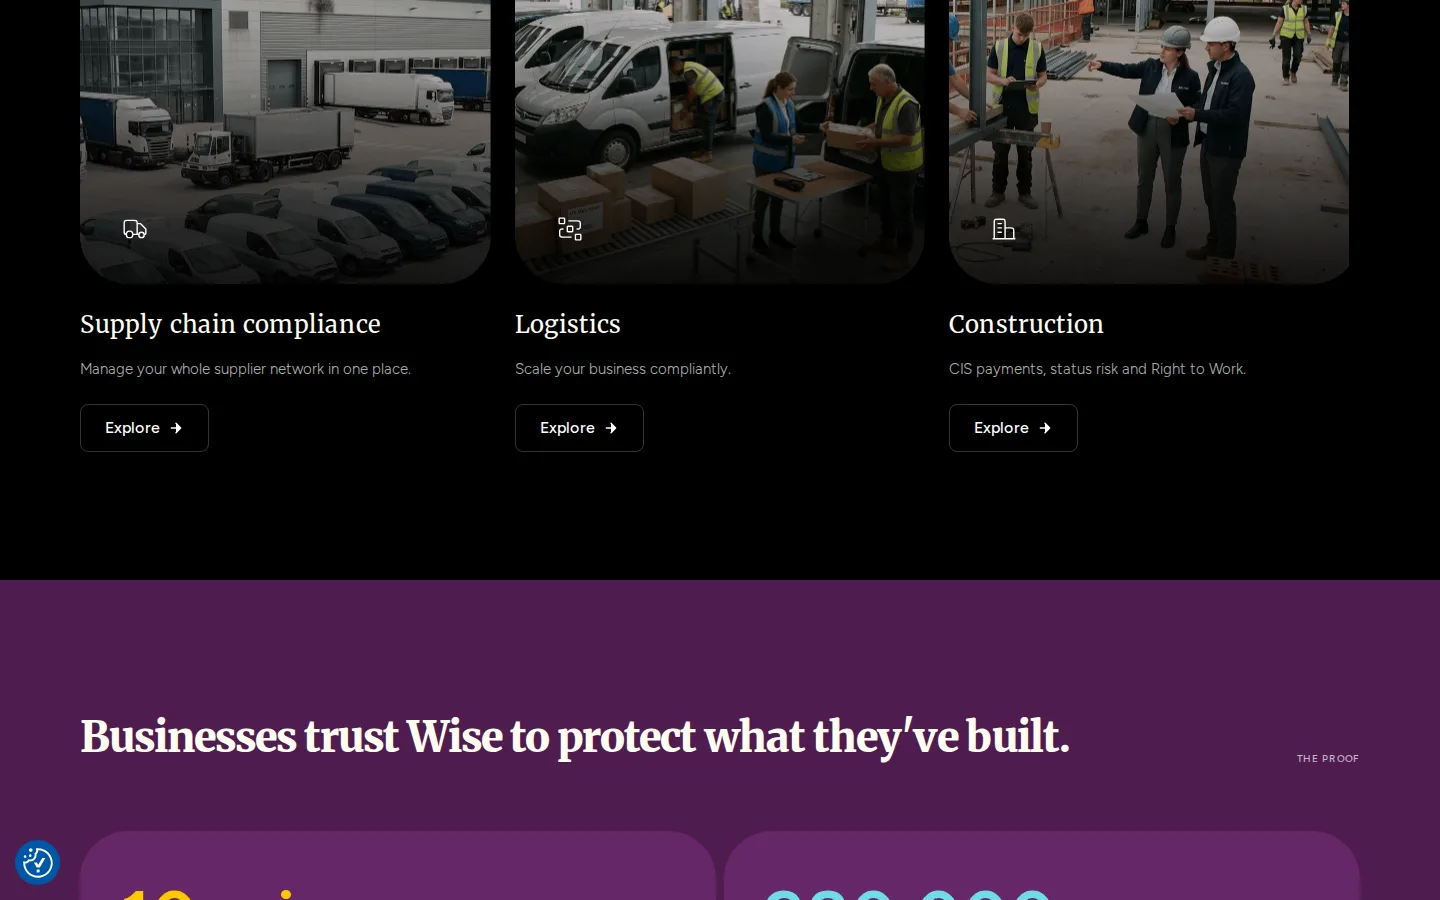 Supply chain compliance
Logistics
Construction
Manage your whole supplier network in one place.
Scale your business compliantly.
CIS payments, status risk and Right to Work.
Explore
Explore
Explore
Businesses trust Wise to protect what they've built.
THE PROOF